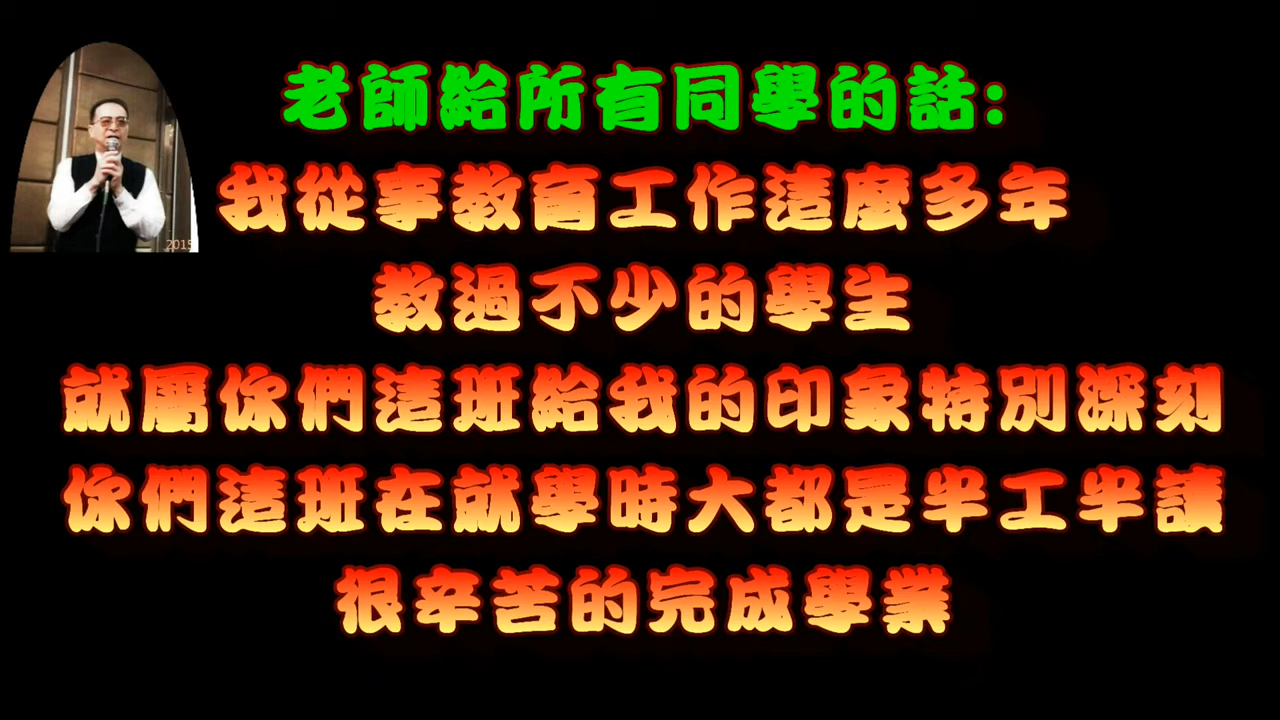 老師給所有同學的話:
我從事教育工作這麼多年
教過不少的學生
就屬你們這班給我的印象特別深刻
你們這班在就學時大都是半工半讀
很辛苦的完成學業
2015